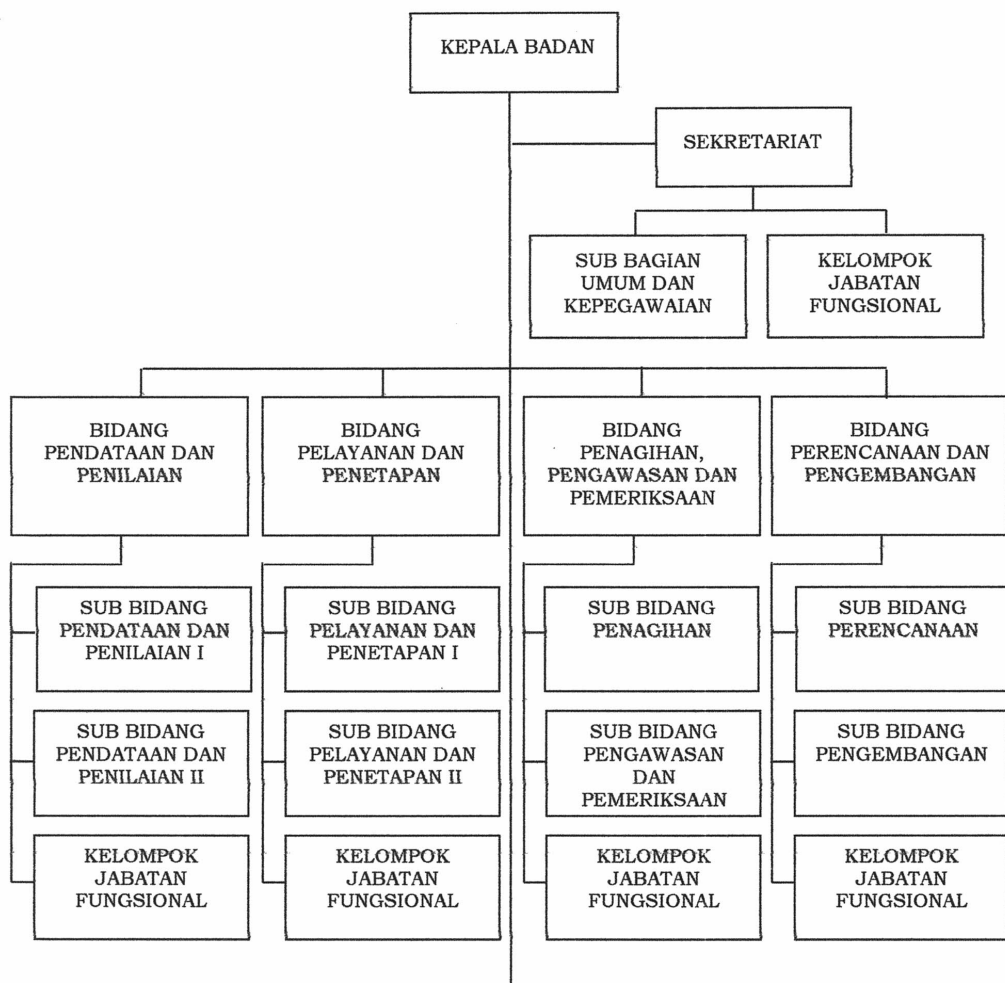 KEPALA BADAN
SEKRETARIAT
SUB BAGIAN
UMUM DAN
KEPEGAWAIAN
KELOMPOK
JABATAN
FUNGSIONAL
BIDANG
PENDATAAN DAN
PENILAIAN
BIDANG
PELAYANAN DAN
PENETAPAN
BIDANG
PENAGIHAN,
PENGAWASAN DAN
PEMERIKSAAN
BIDANG
PERENCANAAN DAN
PENGEMBANGAN
SUB BIDANG
PENDATAAN DAN
PENILAIAN I
SUB BIDANG
PELAYANAN DAN
PENETAPAN I
SUB BIDANG
PENAGIHAN
SUB BIDANG
PERENCANAAN
SUB BIDANG
PENDATAAN DAN
PENILAIAN II
SUB BIDANG
PELAYANAN DAN
PENETAPAN II
SUB BIDANG
PENGAWASAN
DAN
PEMERIKSAAN
SUB BIDANG
PENGEMBANGAN
KELOMPOK
JABATAN
FUNGSIONAL
KELOMPOK
JABATAN
FUNGSIONAL
KELOMPOK
JABATAN
FUNGSIONAL
KELOMPOK
JABATAN
FUNGSIONAL